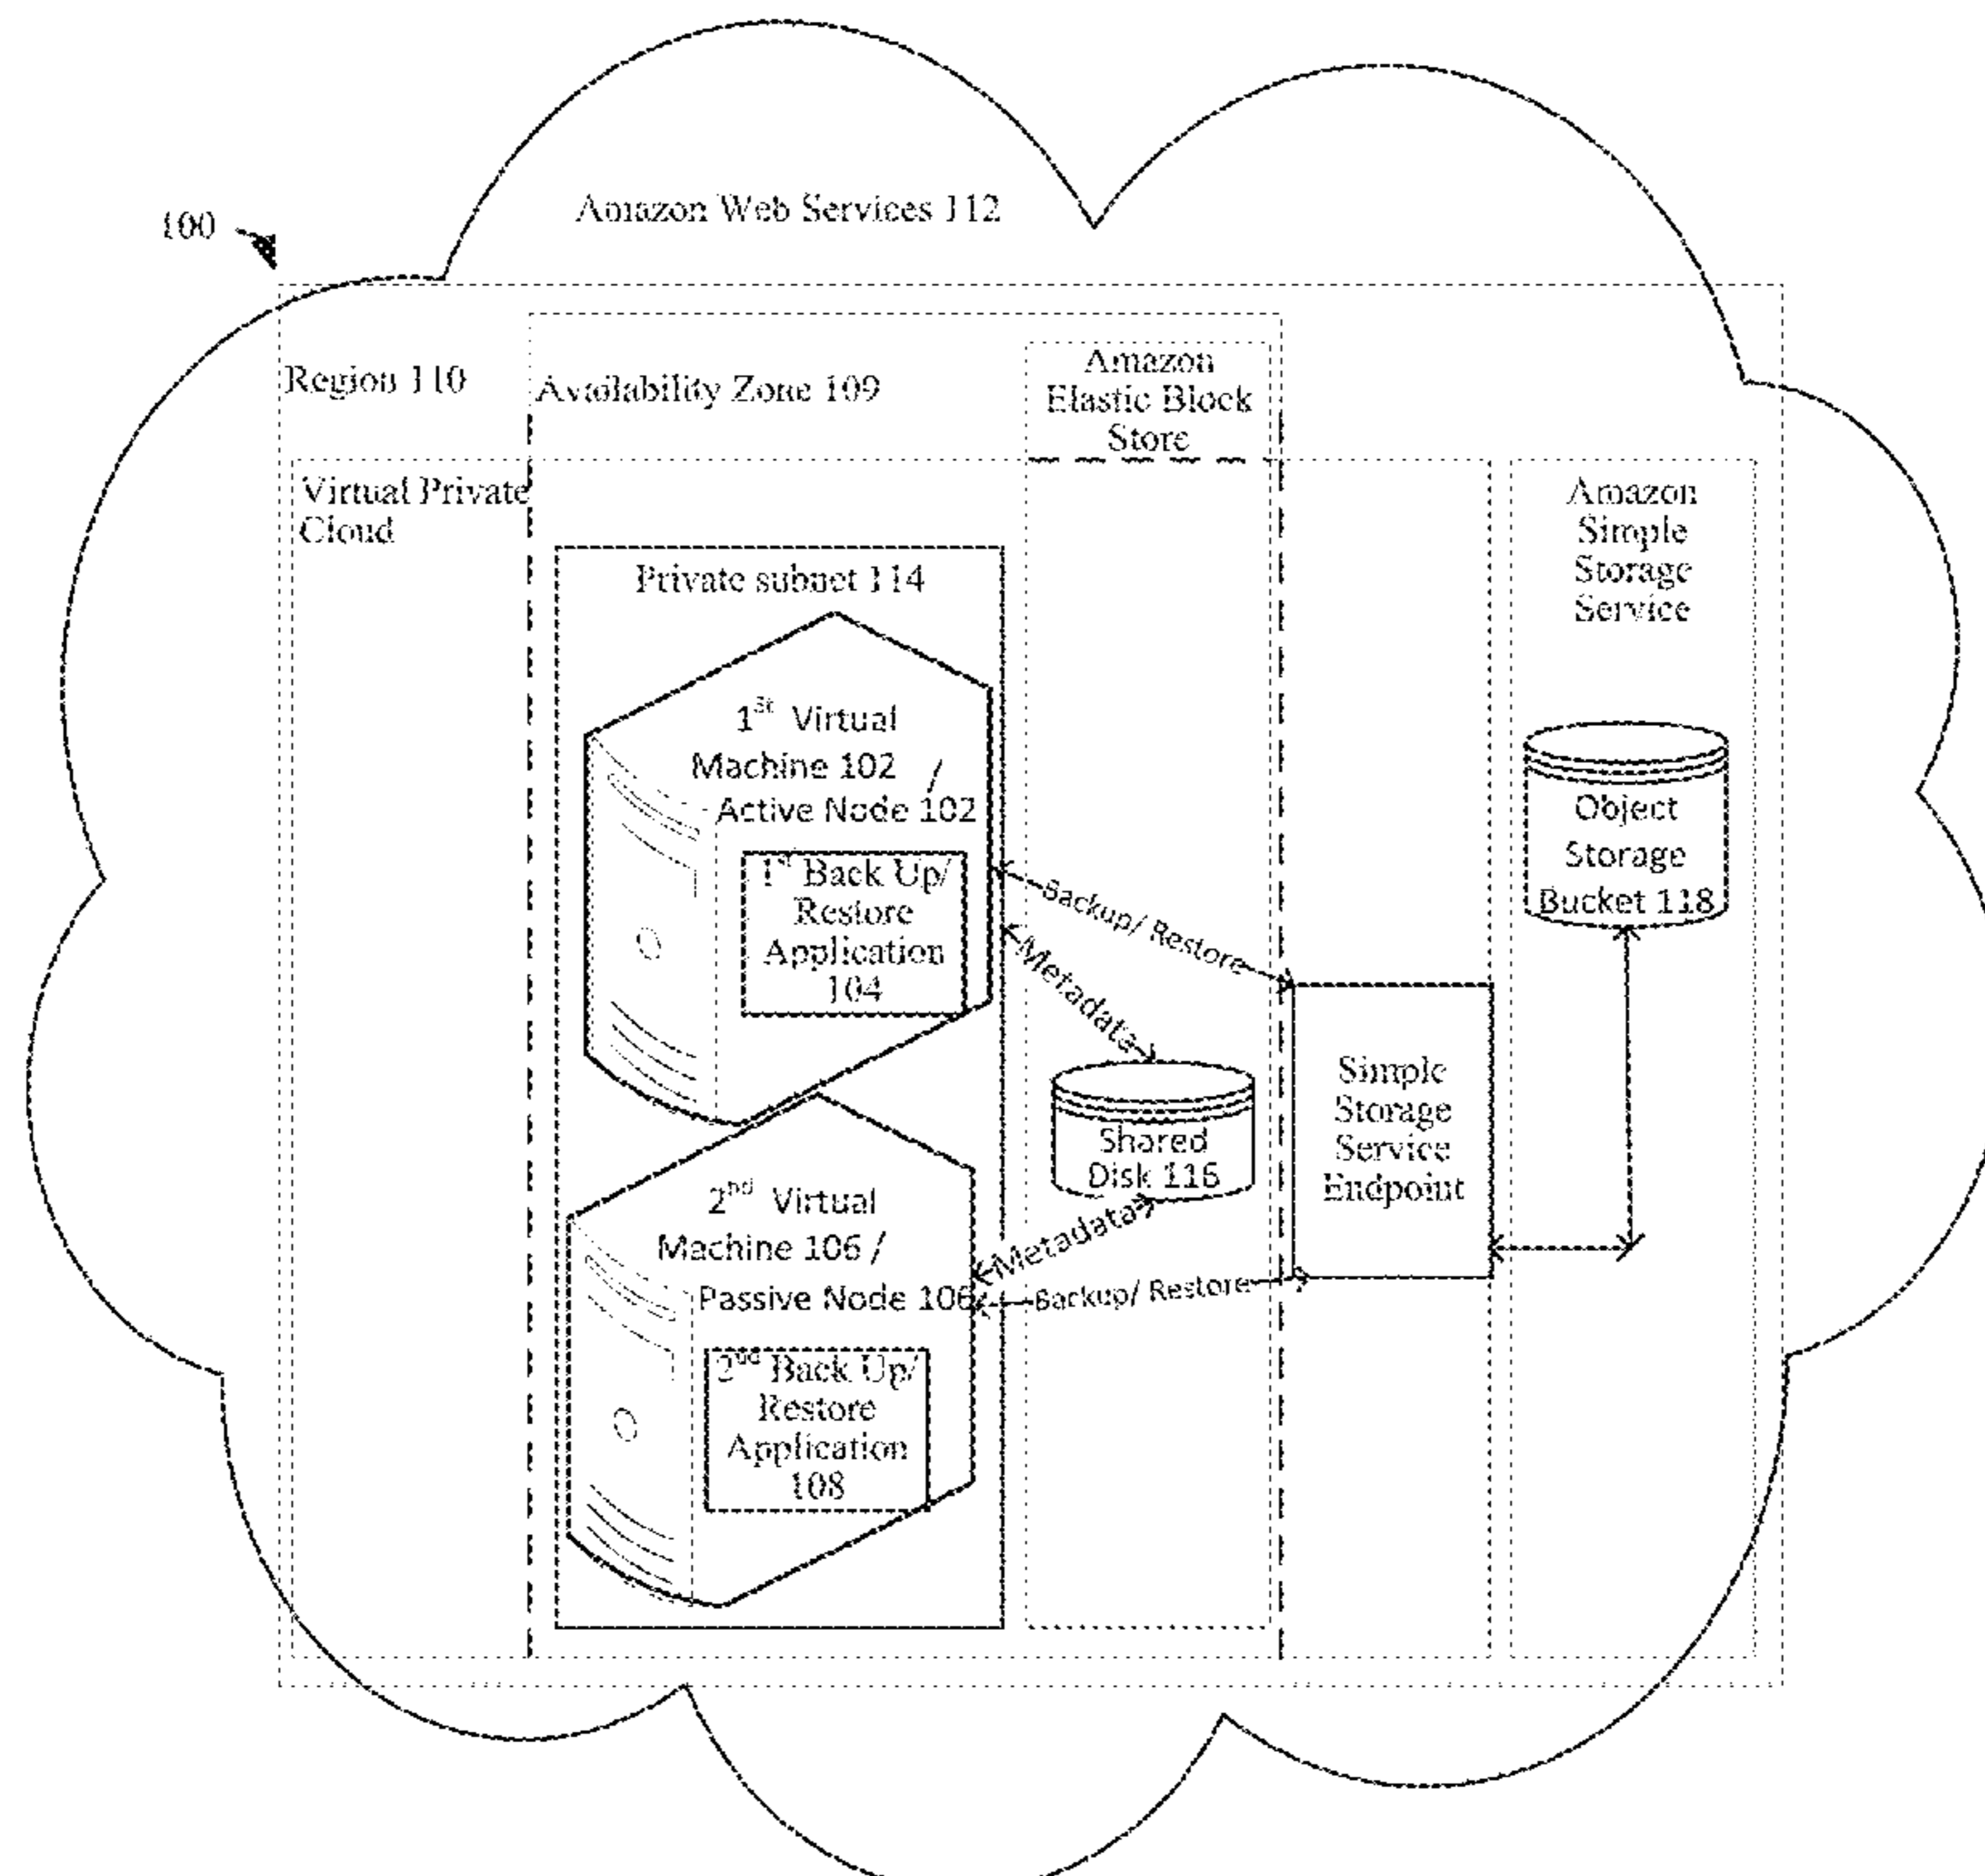 Amazon Web Services 112
100
Region 110
Availability Zone 109
Amazon
Elastic Block
Store
Virtual Private
Cloud
Amazon
Simple
Storage
Service
Private subnet 114
1st Virtual
Machine 102 /
Active Node 102
1st Back Up/
Restore
Application
104
Backup/ Restore
Metadata
Object
Storage
Bucket 118
Shared
Disk 116
Simple
Storage
Service
Endpoint
2nd Virtual
Machine 106 /
Passive Node 106
Metadata
Backup/ Restore
2nd Back Up/
Restore
Application
108